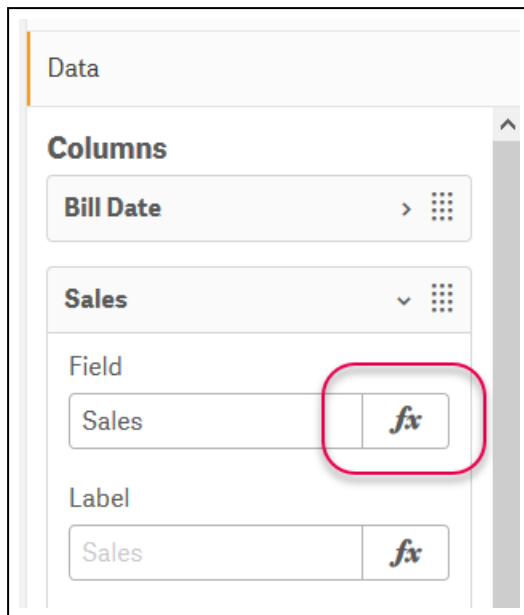 Data
Columns
Bill Date
Sales
Field
Sales fx
Label
Sales fx